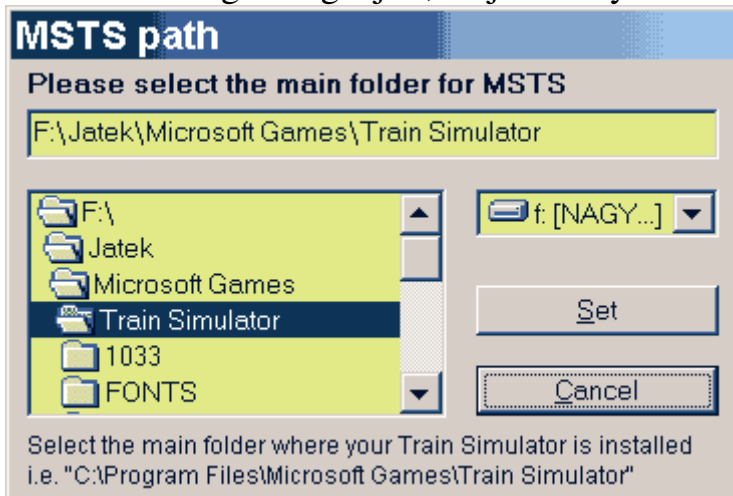 MSTS path
Please select the main folder for MSTS
F:\Jatek\Microsoft Games\Train Simulator
F:\
Jatek
Microsoft Games
Train Simulator
1033
FONTS
f: [NAGY...]
Set
Cancel
Select the main folder where your Train Simulator is installed
i.e. "C:\Program Files\Microsoft Games\Train Simulator"